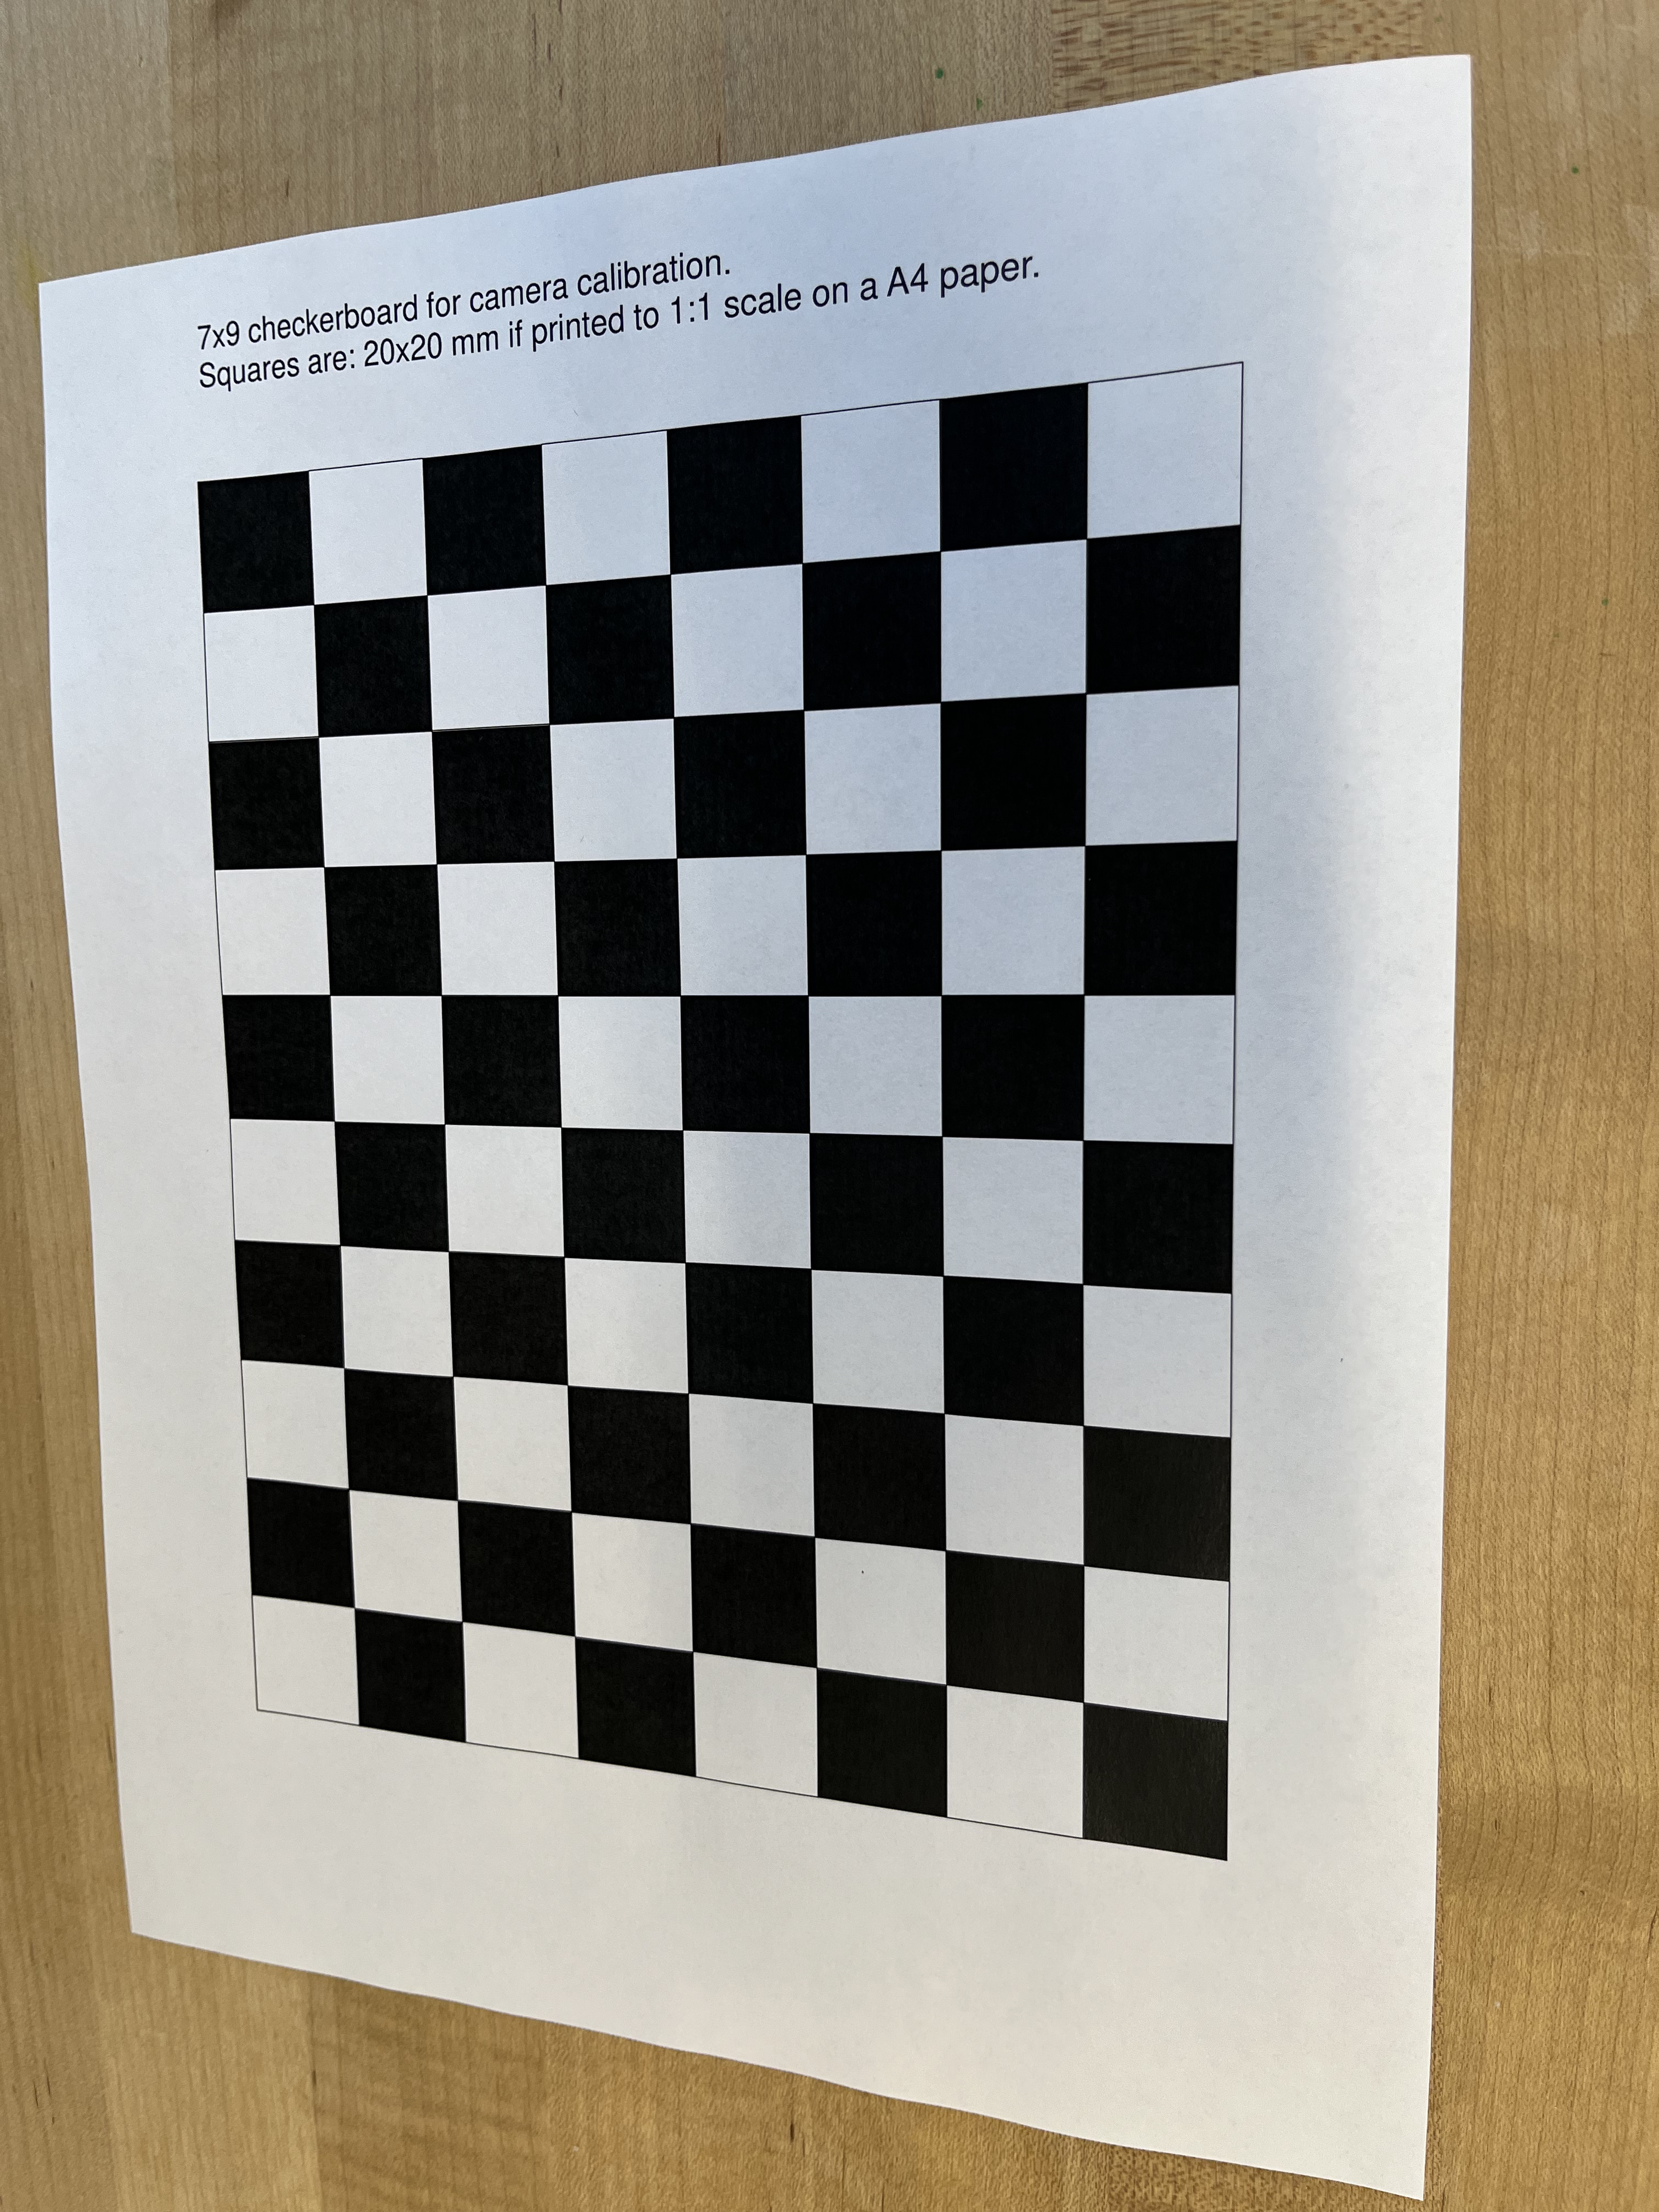 7x9 checkerboard for camera calibration.
Squares are: 20x20 mm if printed to 1:1 scale on a A4 paper.